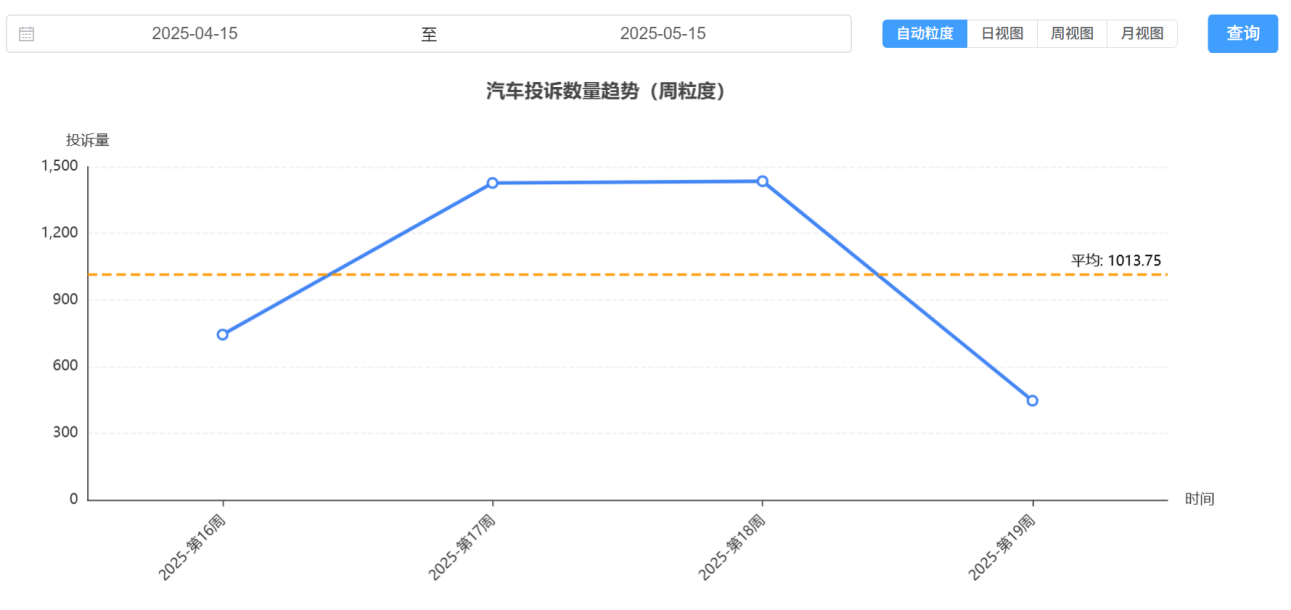 2025-04-15 至 2025-05-15 自动粒度 日视图 周视图 月视图 查询
汽车投诉数量趋势（周粒度）
投诉量
1,500
1,200
平均: 1013.75
900
600
300
0
时间
2025-第16周 2025-第17周 2025-第18周 2025-第19周